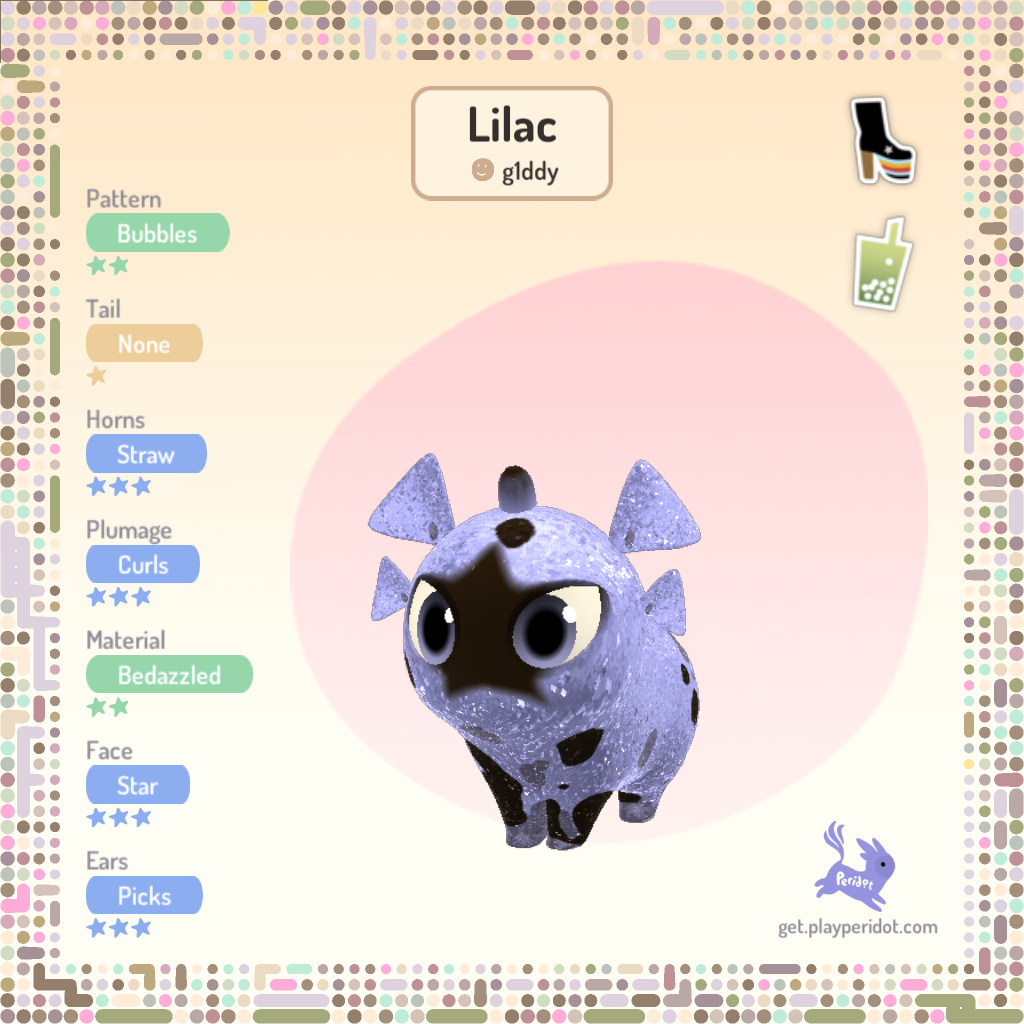 Lilac
g1ddy
Pattern
Bubbles
Tail
None
Horns
Straw
Plumage
Curls
Material
Bedazzled
Face
Star
Ears
Picks
Peridot
get.playperidot.com